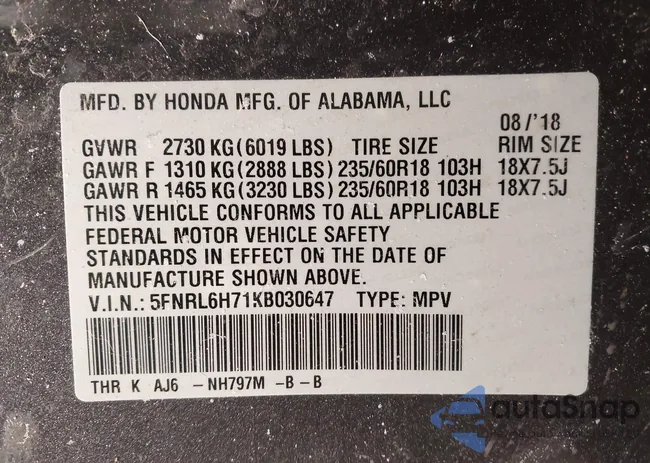 MFD. BY HONDA MFG. OF ALABAMA, LLC
08/'18
GVWR 2730 KG(6019 LBS) TIRE SIZE RIM SIZE
GAWR F 1310 KG(2888 LBS) 235/60R18 103H 18X7.5J
GAWR R 1465 KG(3230 LBS) 235/60R18 103H 18X7.5J
THIS VEHICLE CONFORMS TO ALL APPLICABLE
FEDERAL MOTOR VEHICLE SAFETY
STANDARDS IN EFFECT ON THE DATE OF
MANUFACTURE SHOWN ABOVE.
V.I.N.: 5FNRL6H71KB030647 TYPE: MPV
THR K AJ6 -NH797M -B-B
autoSnap